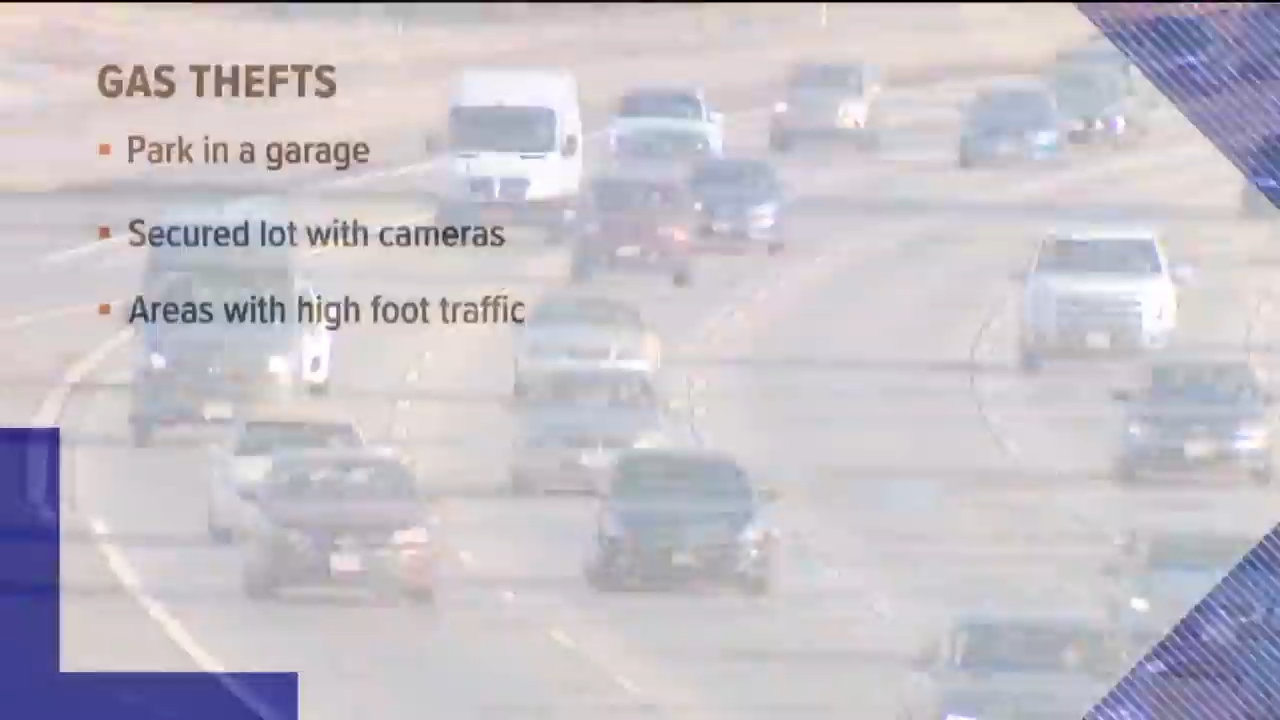 GAS THEFTS
▪ Park in a garage
▪ Secured lot with cameras
▪ Areas with high foot traffic